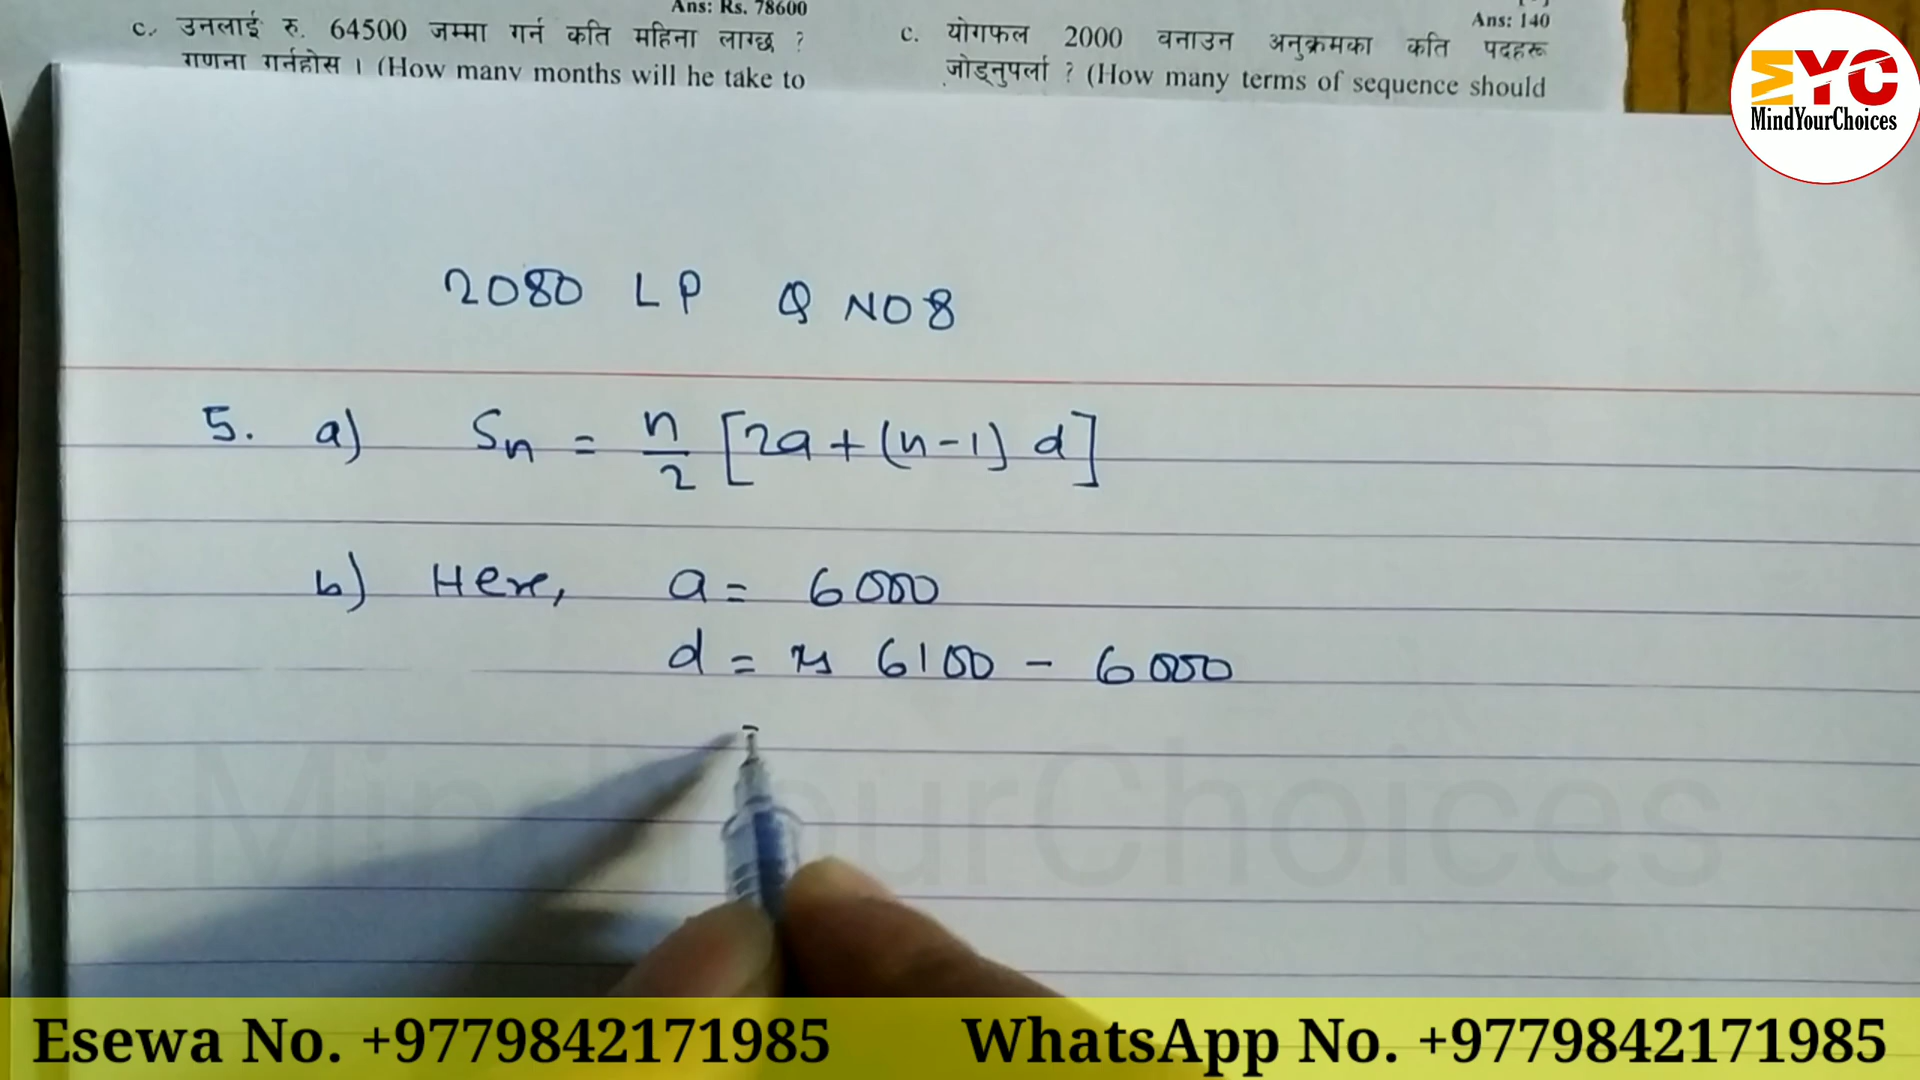 Ans: Rs. 78600
c. उनलाई रु. 64500 जम्मा गर्न कति महिना लाग्छ ?
गणना गर्नुहोस् । (How many months will he take to
Ans: 140
c. योगफल 2000 बनाउन अनुक्रमका कति पदहरू
जोड्नुपर्ला ? (How many terms of sequence should
MYC
MindYourChoices
2080 LP Q NO 8
5. a) Sn = n/2 [2a + (n-1) d]
b) Here, a = 6000
d = rs 6100 - 6000
=
MindYourChoices
Esewa No. +9779842171985 WhatsApp No. +9779842171985